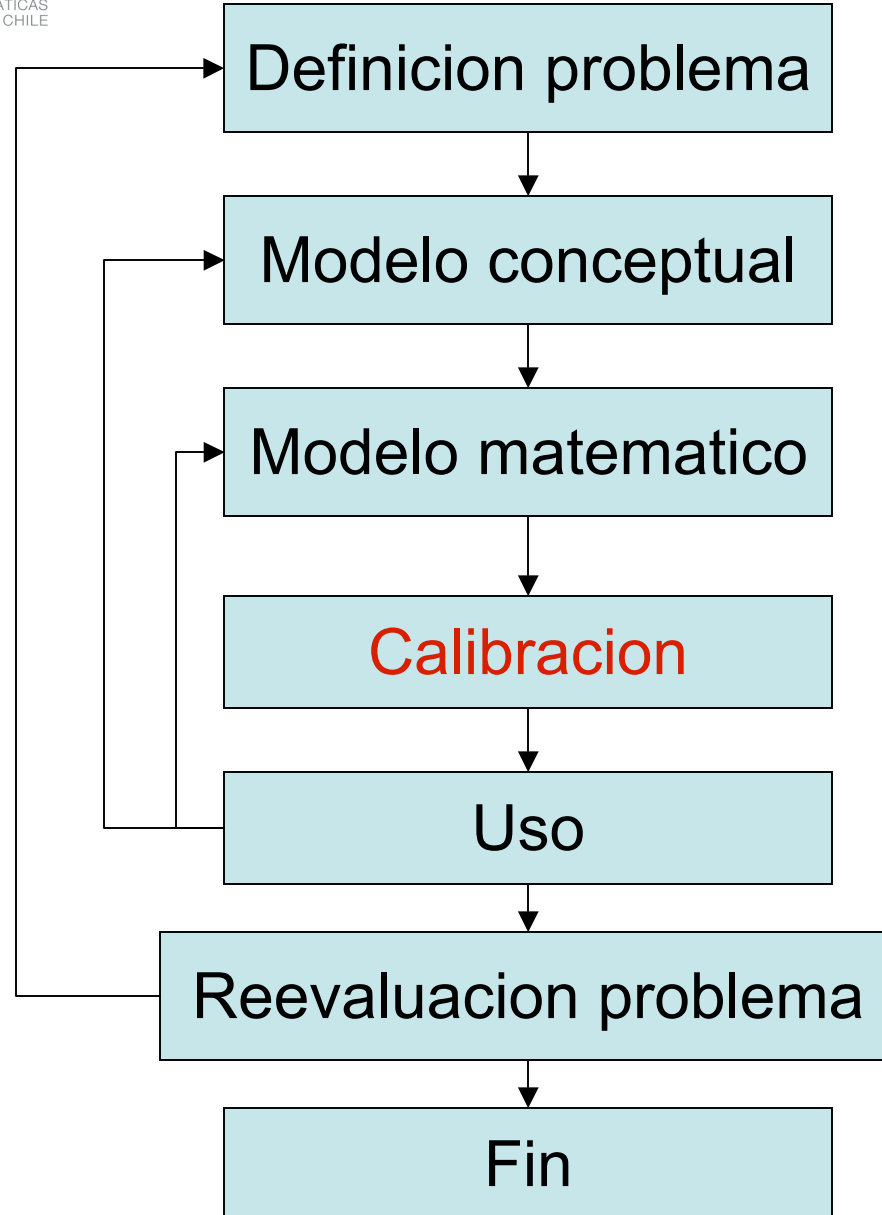 ATICAS
CHILE
Definicion problema
Modelo conceptual
Modelo matematico
Calibracion
Uso
Reevaluacion problema
Fin